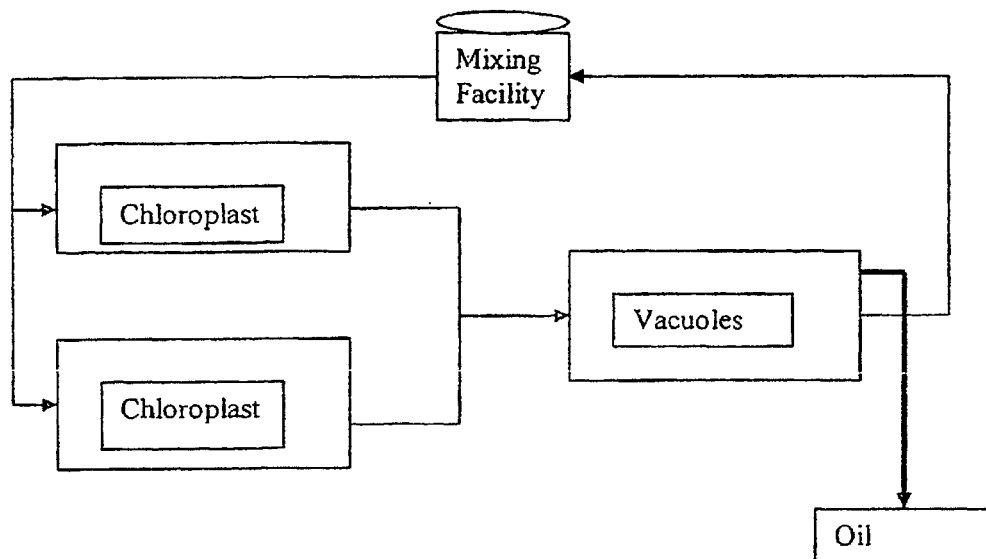 Mixing
Facility
Chloroplast
Vacuoles
Chloroplast
Oil